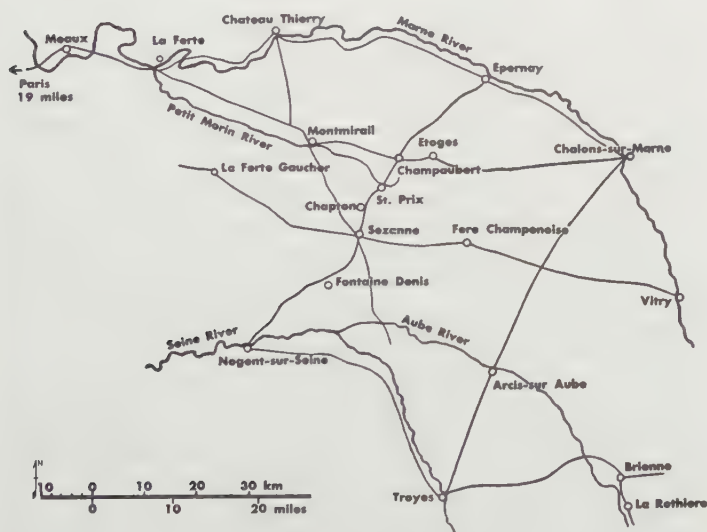 Meaux
La Ferte
Chateau Thierry
Marne River
Paris
19 miles
Epernay
Petit Morin River
Montmirail
Etoges
Chalons-sur-Marne
La Ferte Gaucher
Champaubert
St. Prix
Chapton
Sezanne
Fere Champenoise
Fontaine Denis
Vitry
Seine River
Aube River
Nogent-sur-Seine
Arcis-sur Aube
N
Brienne
10 0 10 20 30 km
Troyes
La Rothiere
10 0 10 20 miles